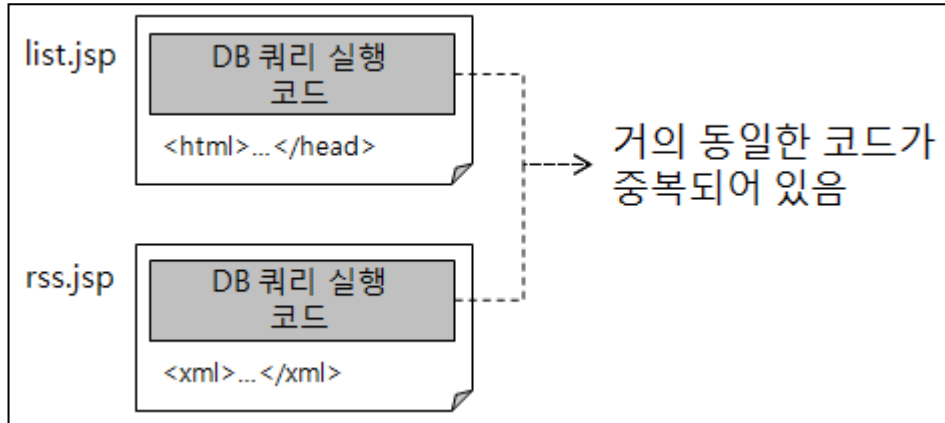 list.jsp
DB 쿼리 실행
코드
<html>...</head>
거의 동일한 코드가
중복되어 있음
rss.jsp
DB 쿼리 실행
코드
<xml>...</xml>